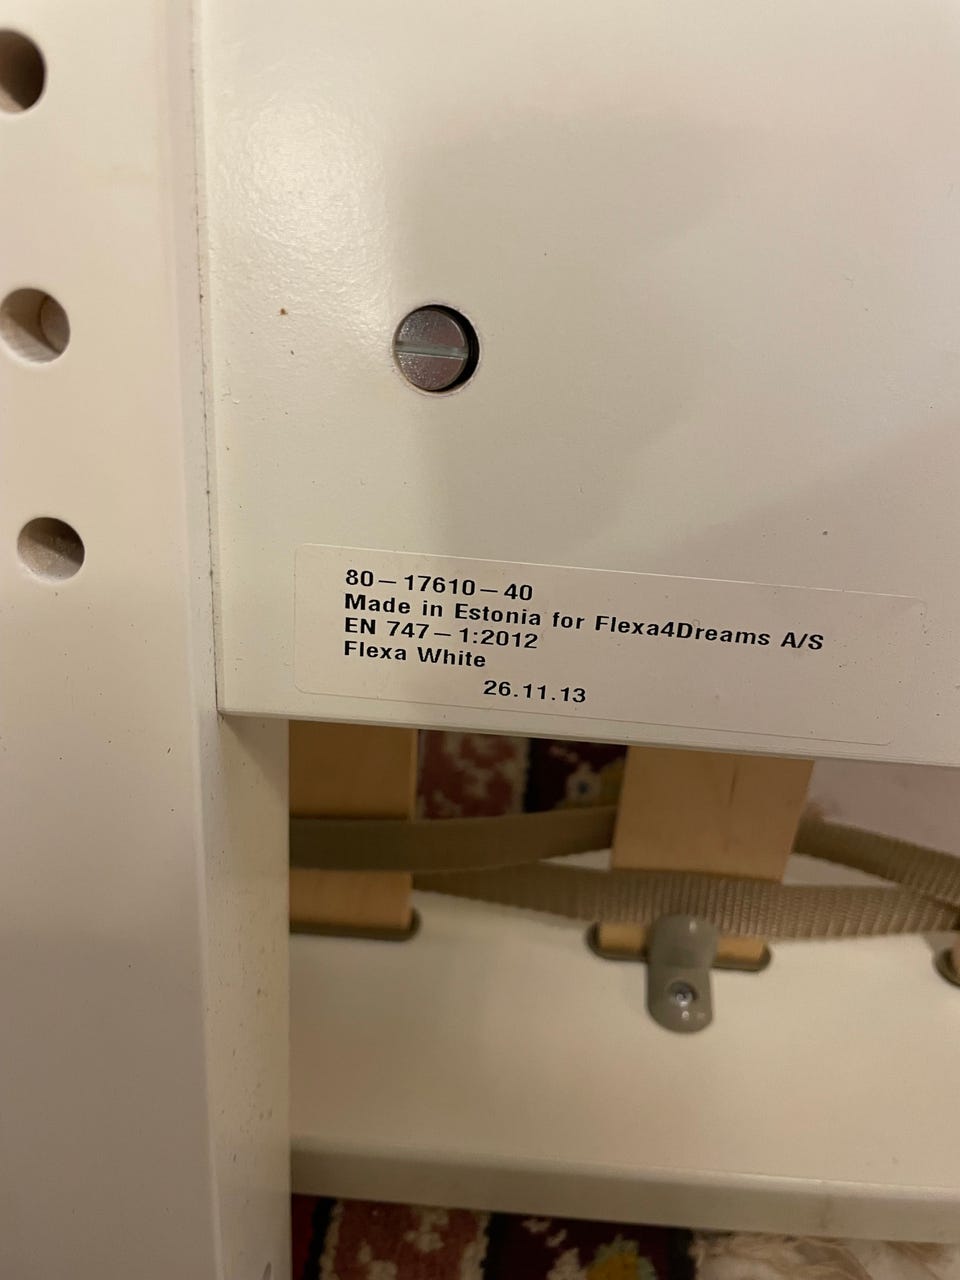 80-17610-40
Made in Estonia for Flexa4Dreams A/S
EN 747-1:2012
Flexa White
26.11.13